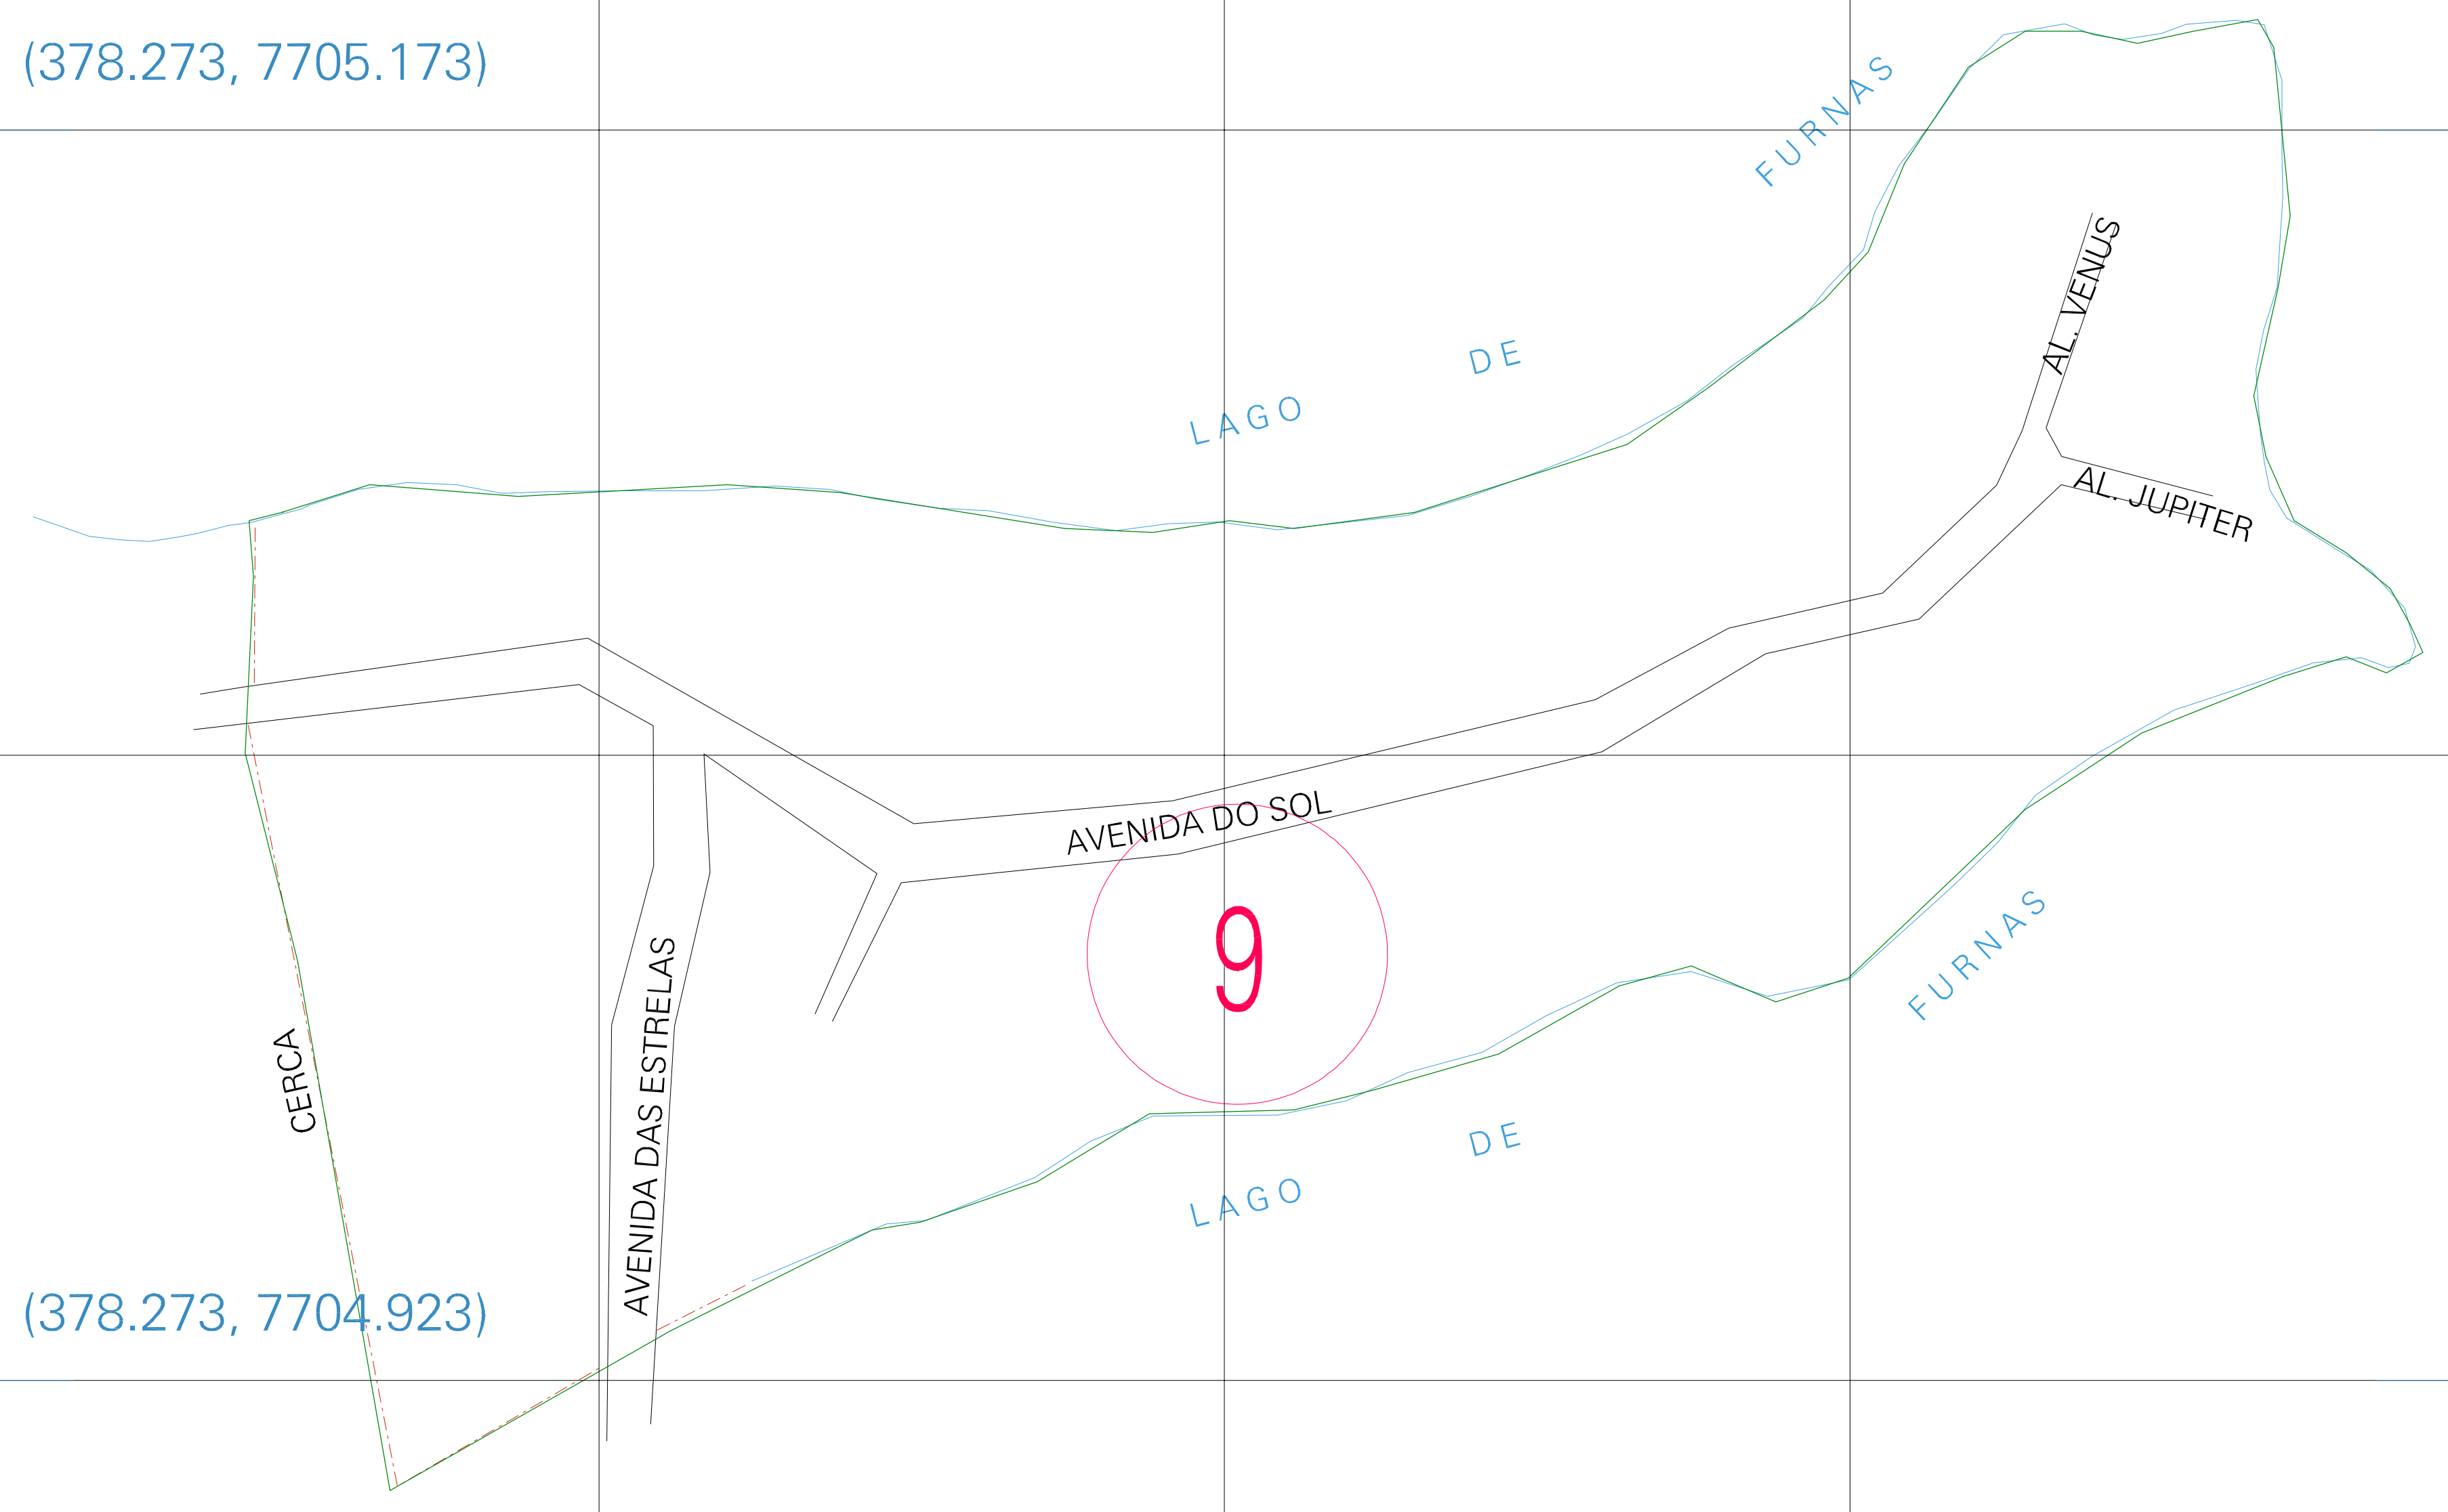 (378.273, 7705.173)
FURNAS
AL. VENUS
DE
LAGO
AL. JUPITER
AVENIDA DO SOL
9
FURNAS
AVENIDA DAS ESTRELAS
CERCA
DE
LAGO
(378.273, 7704.923)